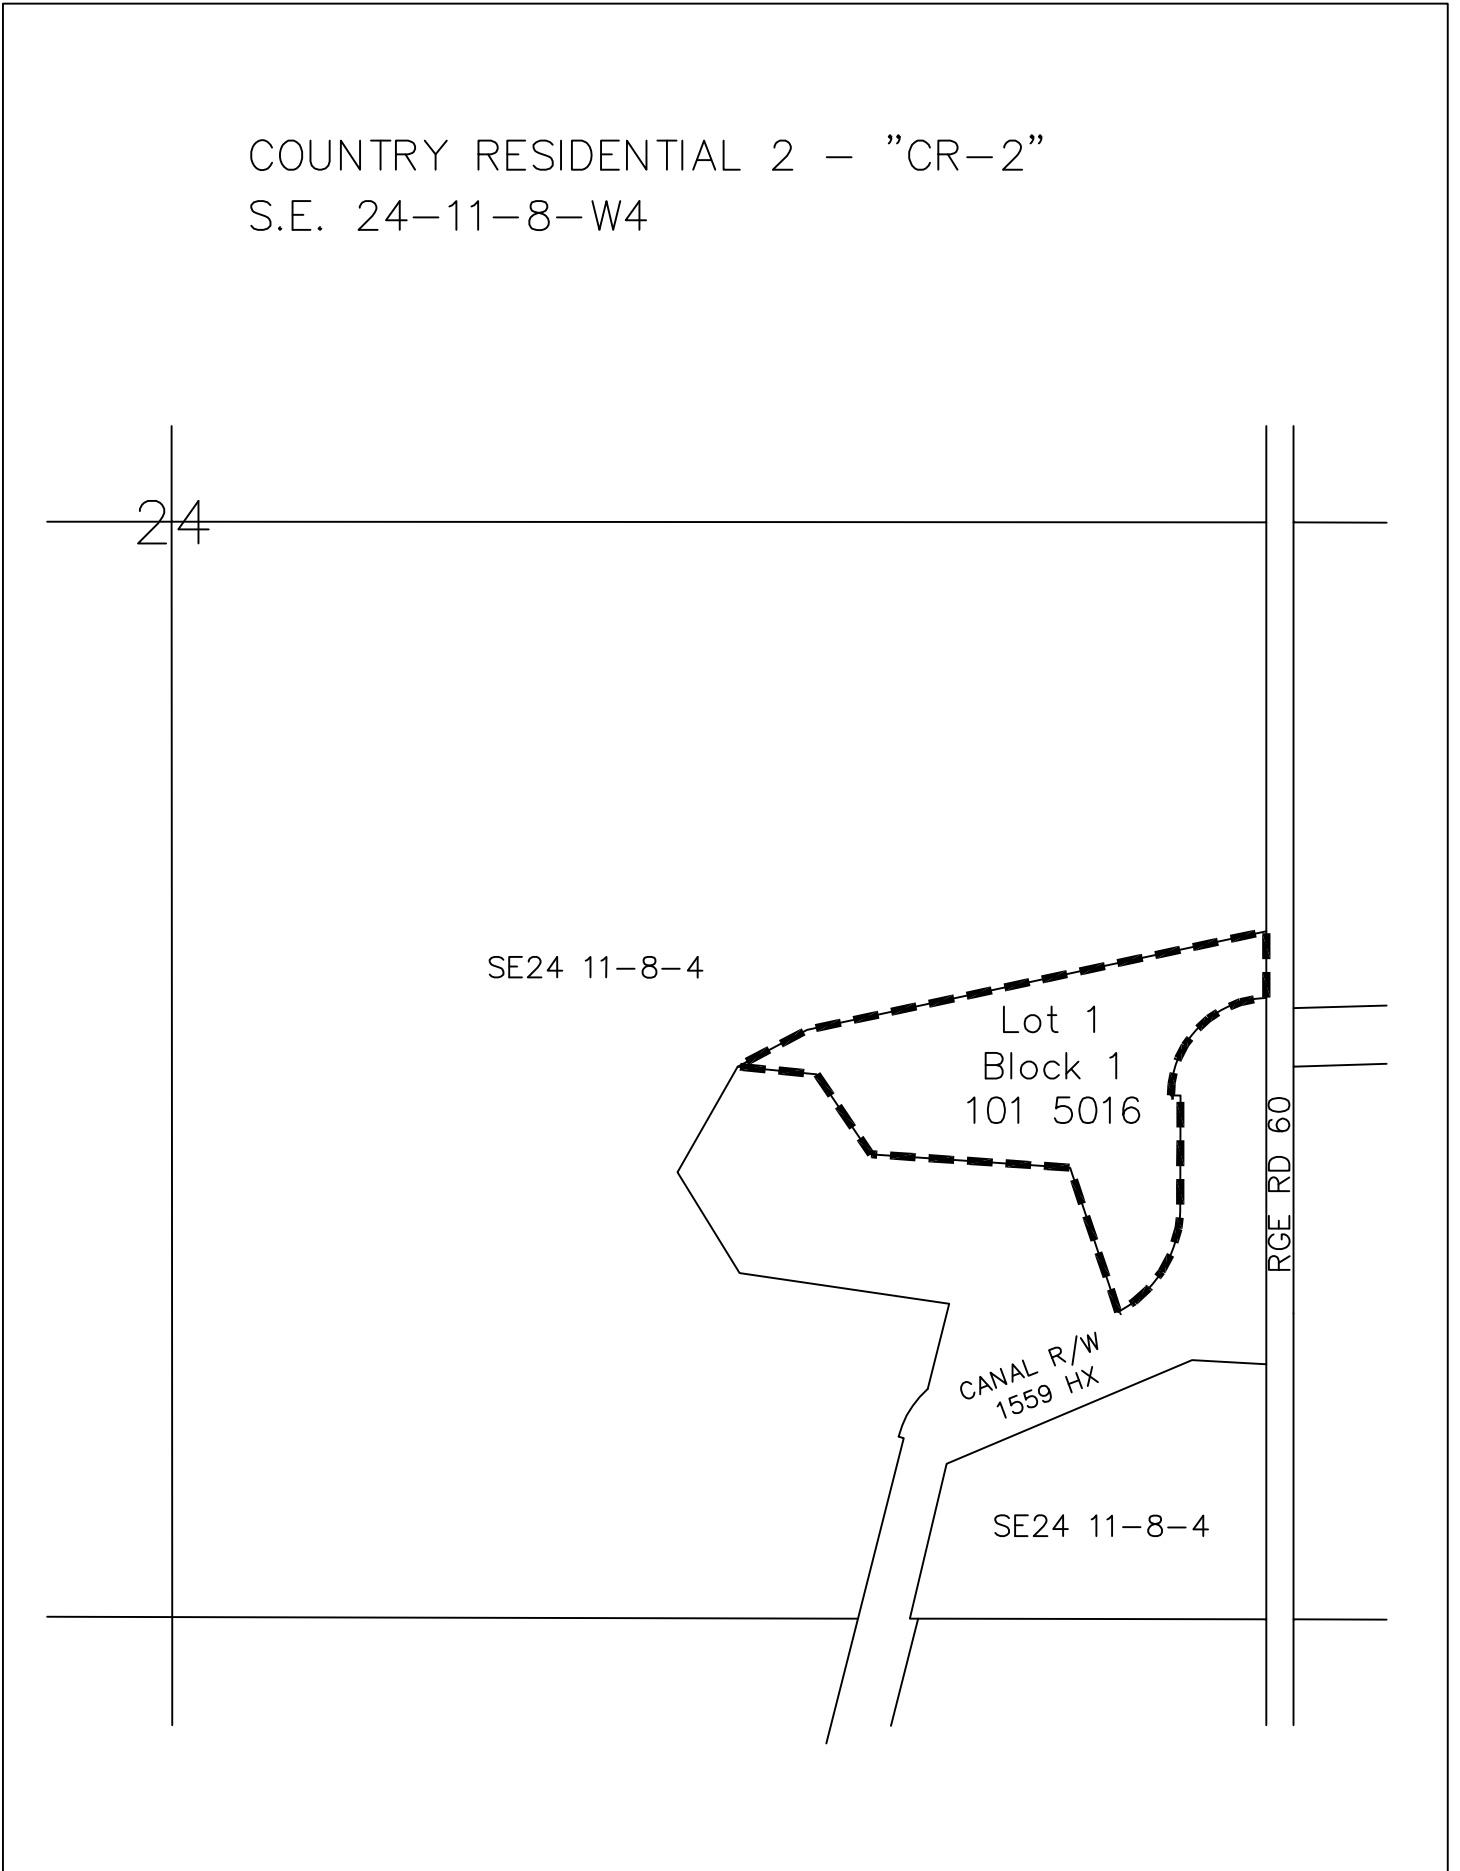 COUNTRY RESIDENTIAL 2 - "CR-2"
S.E. 24-11-8-W4
24
SE24 11-8-4
Lot 1
Block 1
101 5016
RGE RD 60
CANAL R/W
1559 HX
SE24 11-8-4